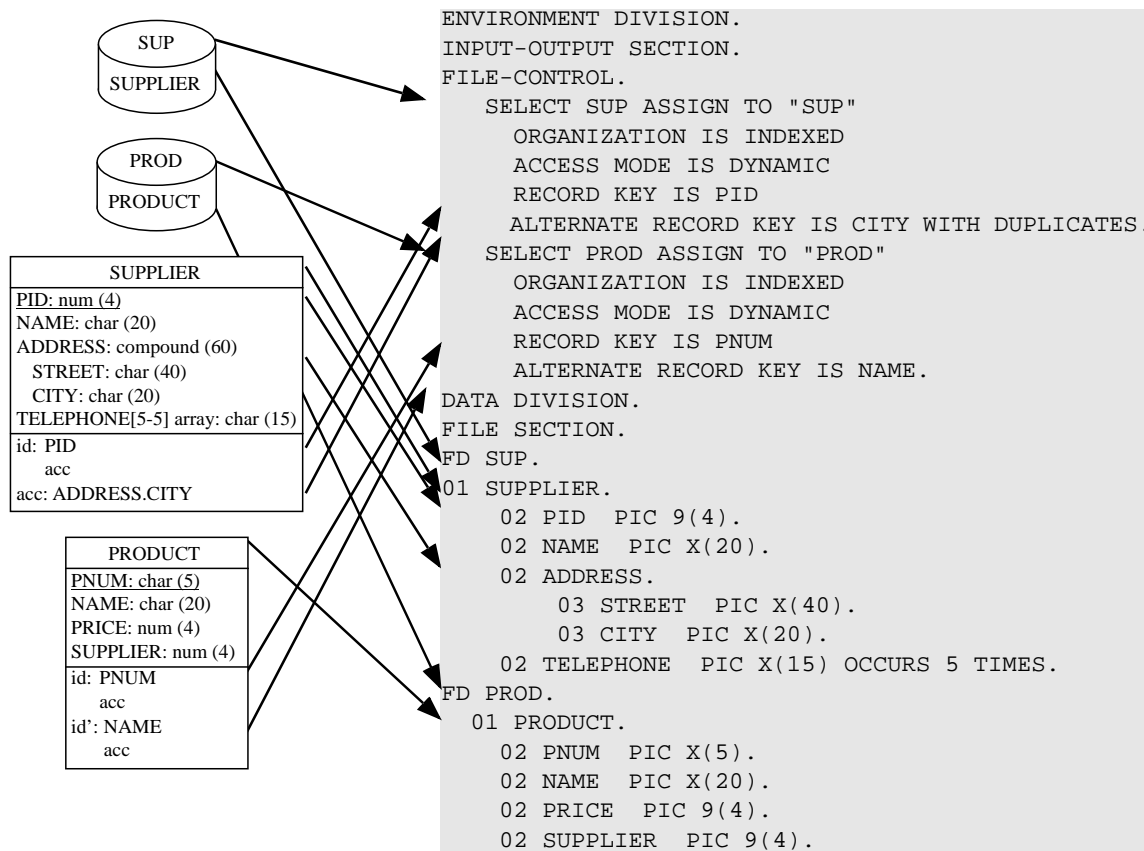 SUP
SUPPLIER
PROD
PRODUCT
SUPPLIER
PID: num (4)
NAME: char (20)
ADDRESS: compound (60)
STREET: char (40)
CITY: char (20)
TELEPHONE[5-5] array: char (15)
id: PID
acc
acc: ADDRESS.CITY
PRODUCT
PNUM: char (5)
NAME: char (20)
PRICE: num (4)
SUPPLIER: num (4)
id: PNUM
acc
id’: NAME
acc
ENVIRONMENT DIVISION.
INPUT-OUTPUT SECTION.
FILE-CONTROL.
SELECT SUP ASSIGN TO "SUP"
ORGANIZATION IS INDEXED
ACCESS MODE IS DYNAMIC
RECORD KEY IS PID
ALTERNATE RECORD KEY IS CITY WITH DUPLICATES.
SELECT PROD ASSIGN TO "PROD"
ORGANIZATION IS INDEXED
ACCESS MODE IS DYNAMIC
RECORD KEY IS PNUM
ALTERNATE RECORD KEY IS NAME.
DATA DIVISION.
FILE SECTION.
FD SUP.
01 SUPPLIER.
02 PID PIC 9(4).
02 NAME PIC X(20).
02 ADDRESS.
03 STREET PIC X(40).
03 CITY PIC X(20).
02 TELEPHONE PIC X(15) OCCURS 5 TIMES.
FD PROD.
01 PRODUCT.
02 PNUM PIC X(5).
02 NAME PIC X(20).
02 PRICE PIC 9(4).
02 SUPPLIER PIC 9(4).